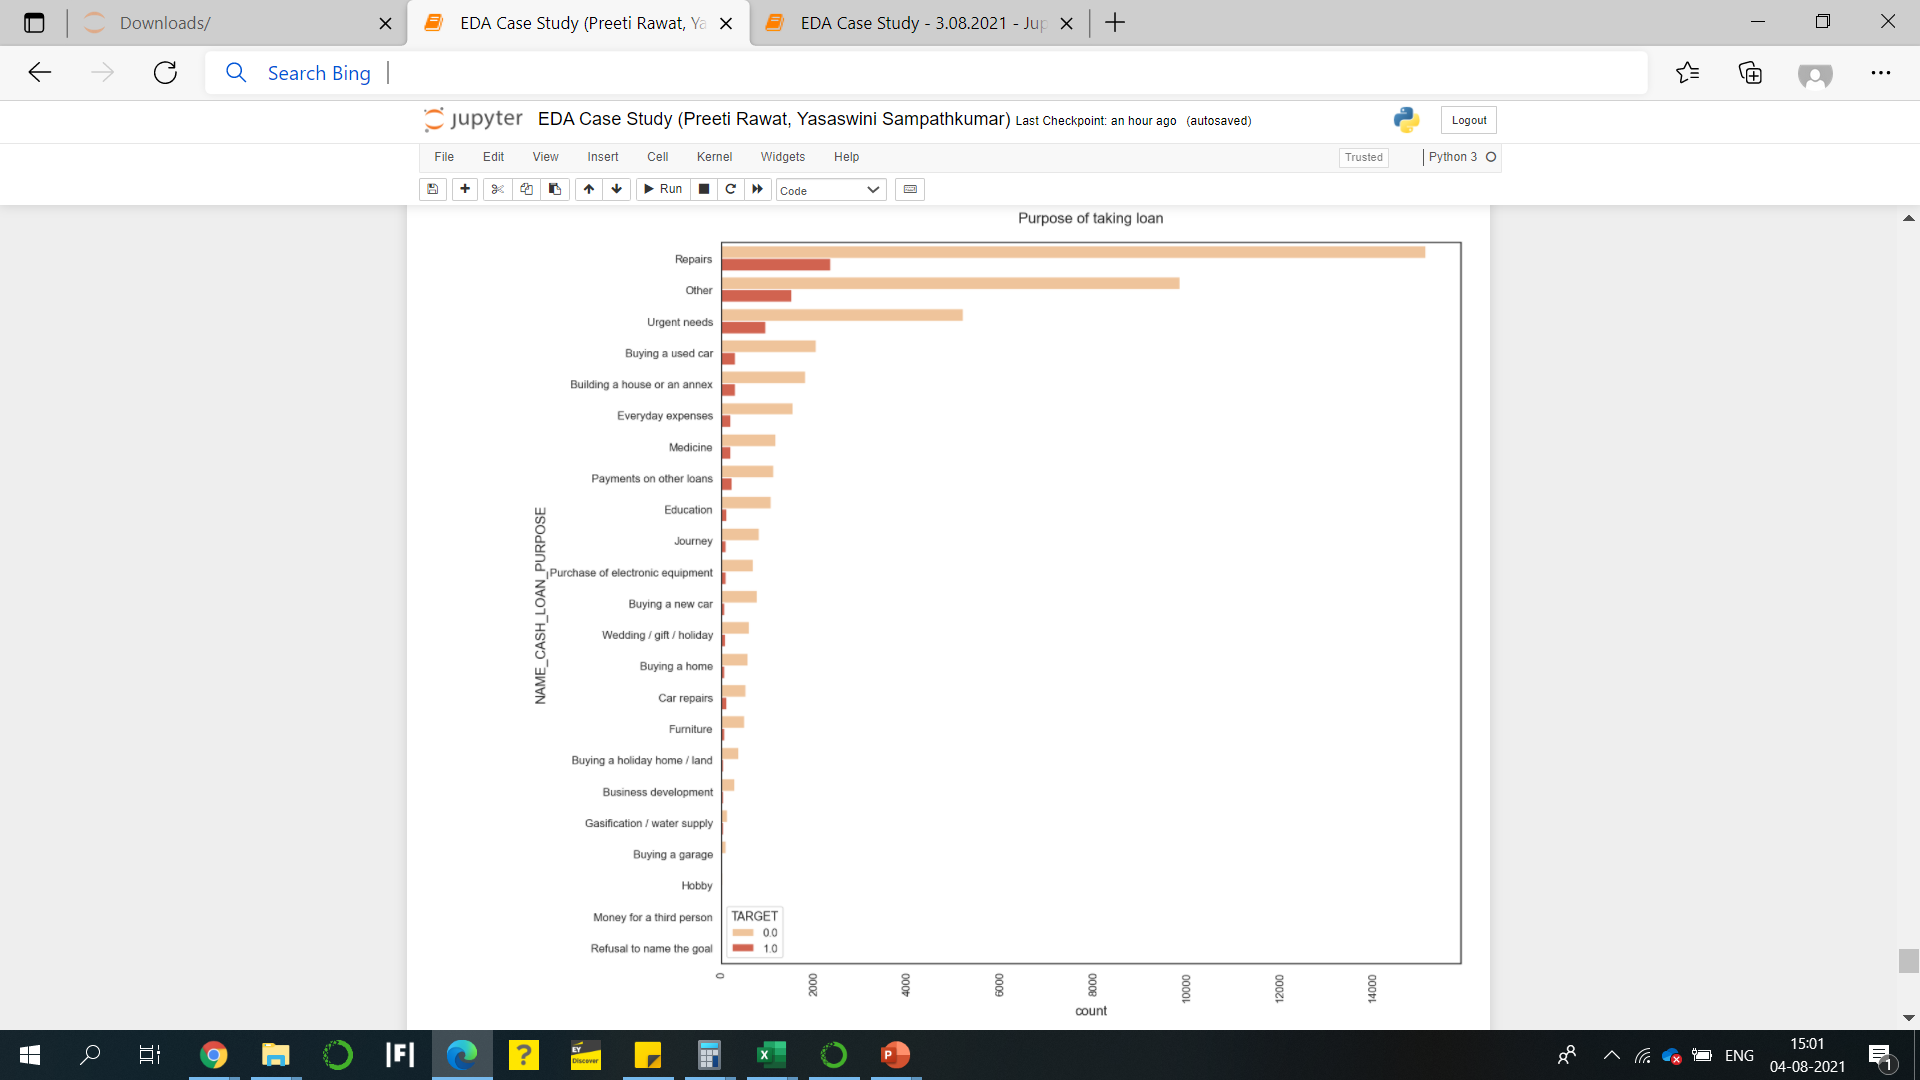 Downloads/
EDA Case Study (Preeti Rawat, Ya
EDA Case Study - 3.08.2021 - Jup
Search Bing
jupyter EDA Case Study (Preeti Rawat, Yasaswini Sampathkumar) Last Checkpoint: an hour ago (autosaved)
Logout
File Edit View Insert Cell Kernel Widgets Help
Trusted
Python 3
Run
Code
Purpose of taking loan
Repairs
Other
Urgent needs
Buying a used car
Building a house or an annex
Everyday expenses
Medicine
Payments on other loans
Education
Journey
Purchase of electronic equipment
Buying a new car
Wedding / gift / holiday
Buying a home
Car repairs
Furniture
Buying a holiday home / land
Business development
Gasification / water supply
Buying a garage
Hobby
Money for a third person
Refusal to name the goal
NAME_CASH_LOAN_PURPOSE
TARGET
0.0
1.0
0 2000 4000 6000 8000 10000 12000 14000
count
|F|
?
EY
Discover
X
P
ENG
15:01
04-08-2021
1